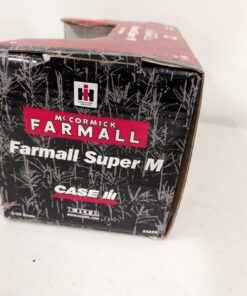 IH
McCORMICK
FARMALL
Farmall Super M
CASE IH
ERTL